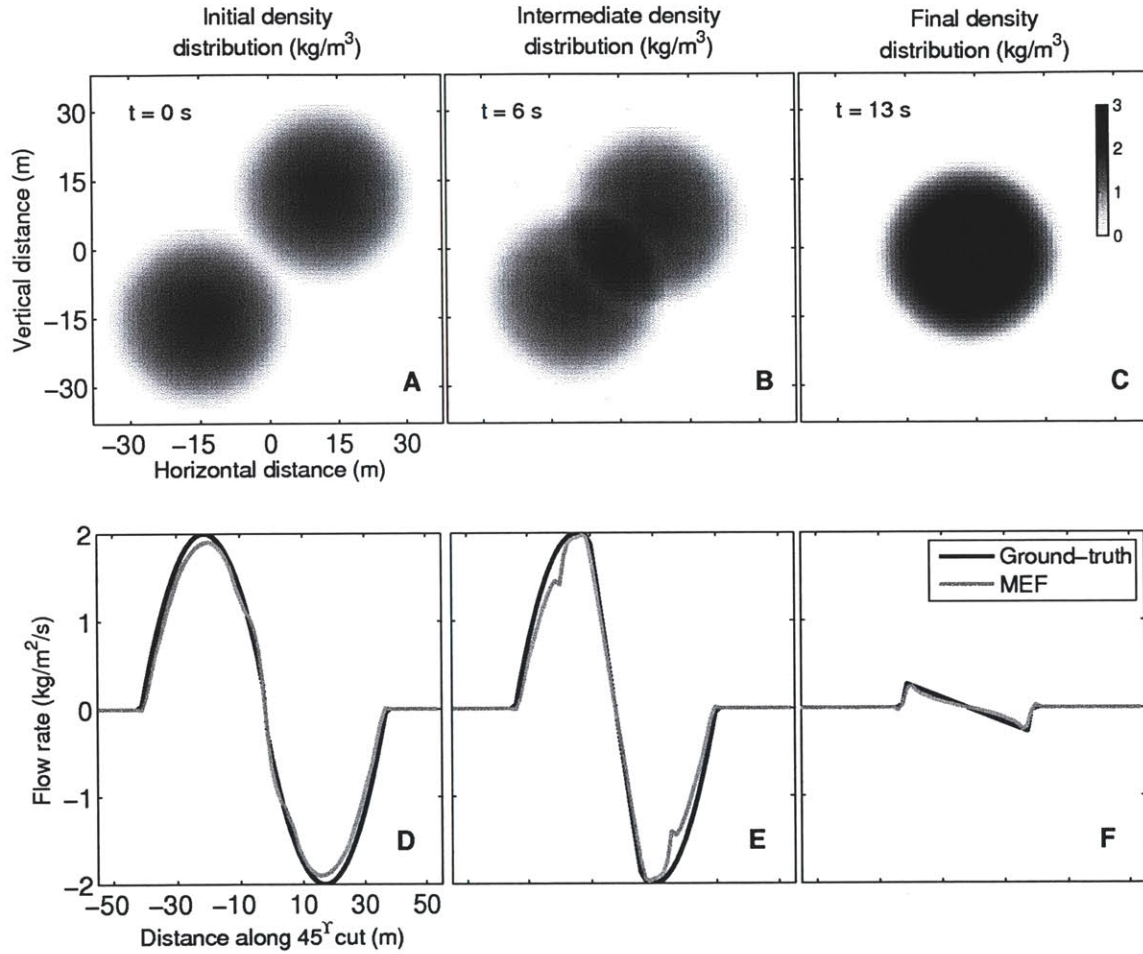 Initial density
distribution (kg/m³)
Intermediate density
distribution (kg/m³)
Final density
distribution (kg/m³)
t = 0 s
t = 6 s
t = 13 s
3
2
1
0
30
15
0
−15
−30
Vertical distance (m)
A
B
C
−30 −15 0 15 30
Horizontal distance (m)
2
1
0
−1
−2
Flow rate (kg/m²/s)
Ground−truth
MEF
D
E
F
−50 −30 −10 10 30 50
Distance along 45ϒ cut (m)